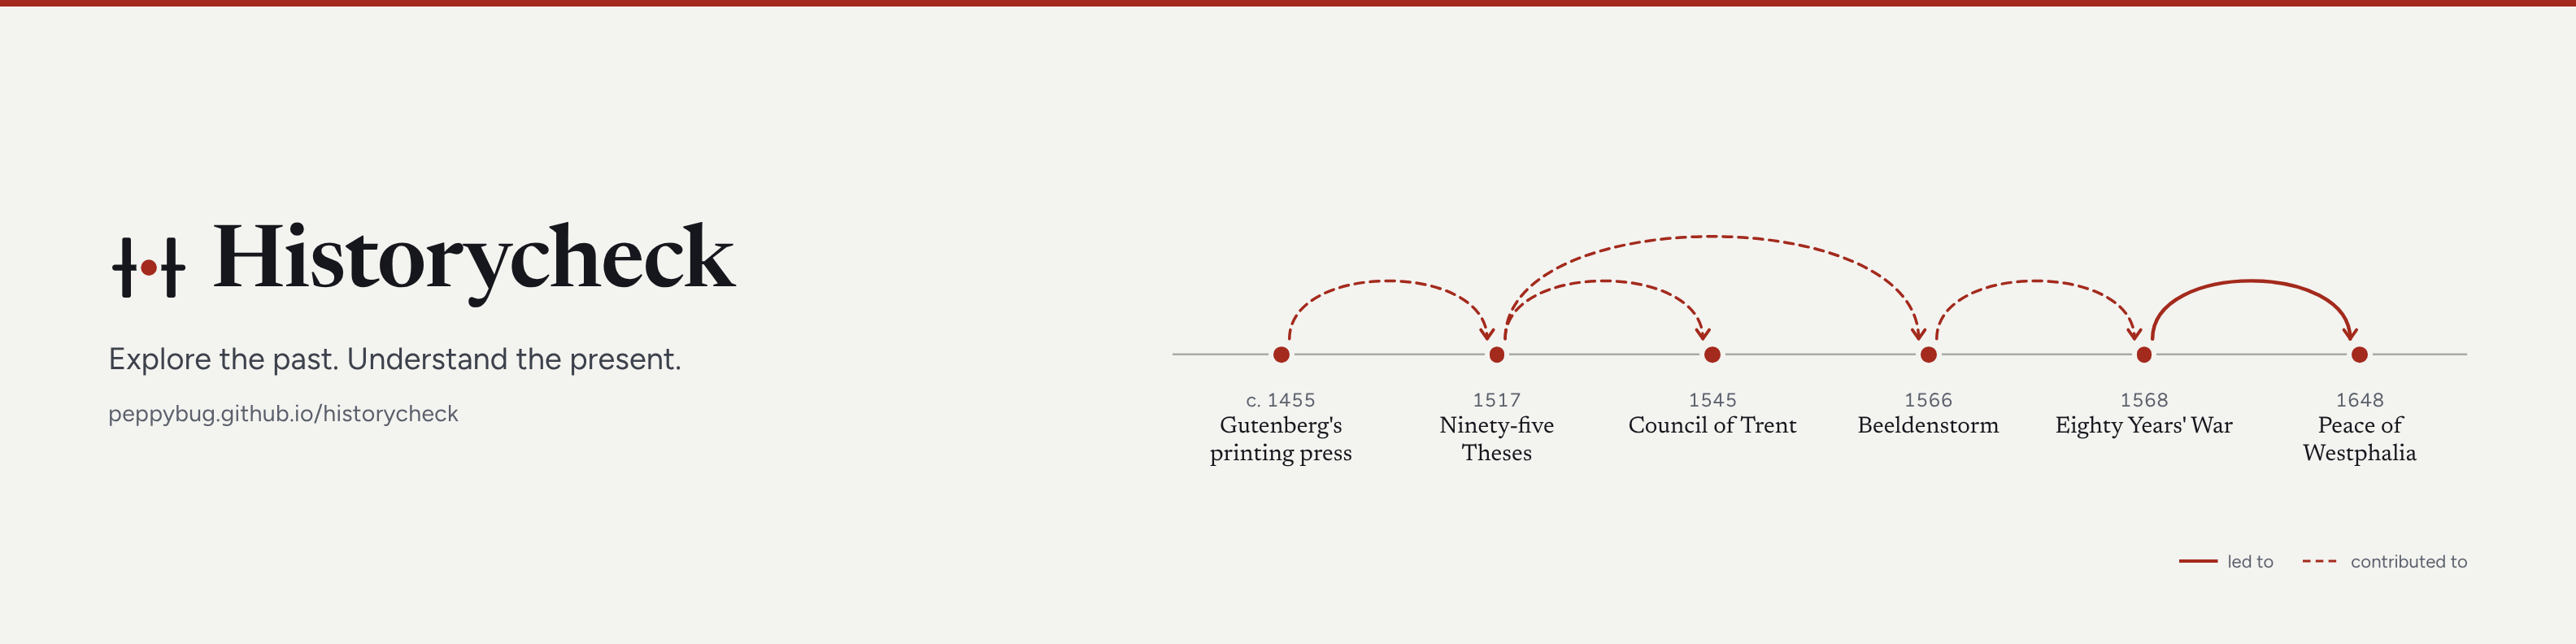 Historycheck
Explore the past. Understand the present.
peppybug.github.io/historycheck
c. 1455
Gutenberg's
printing press
1517
Ninety-five
Theses
1545
Council of Trent
1566
Beeldenstorm
1568
Eighty Years' War
1648
Peace of
Westphalia
led to
contributed to